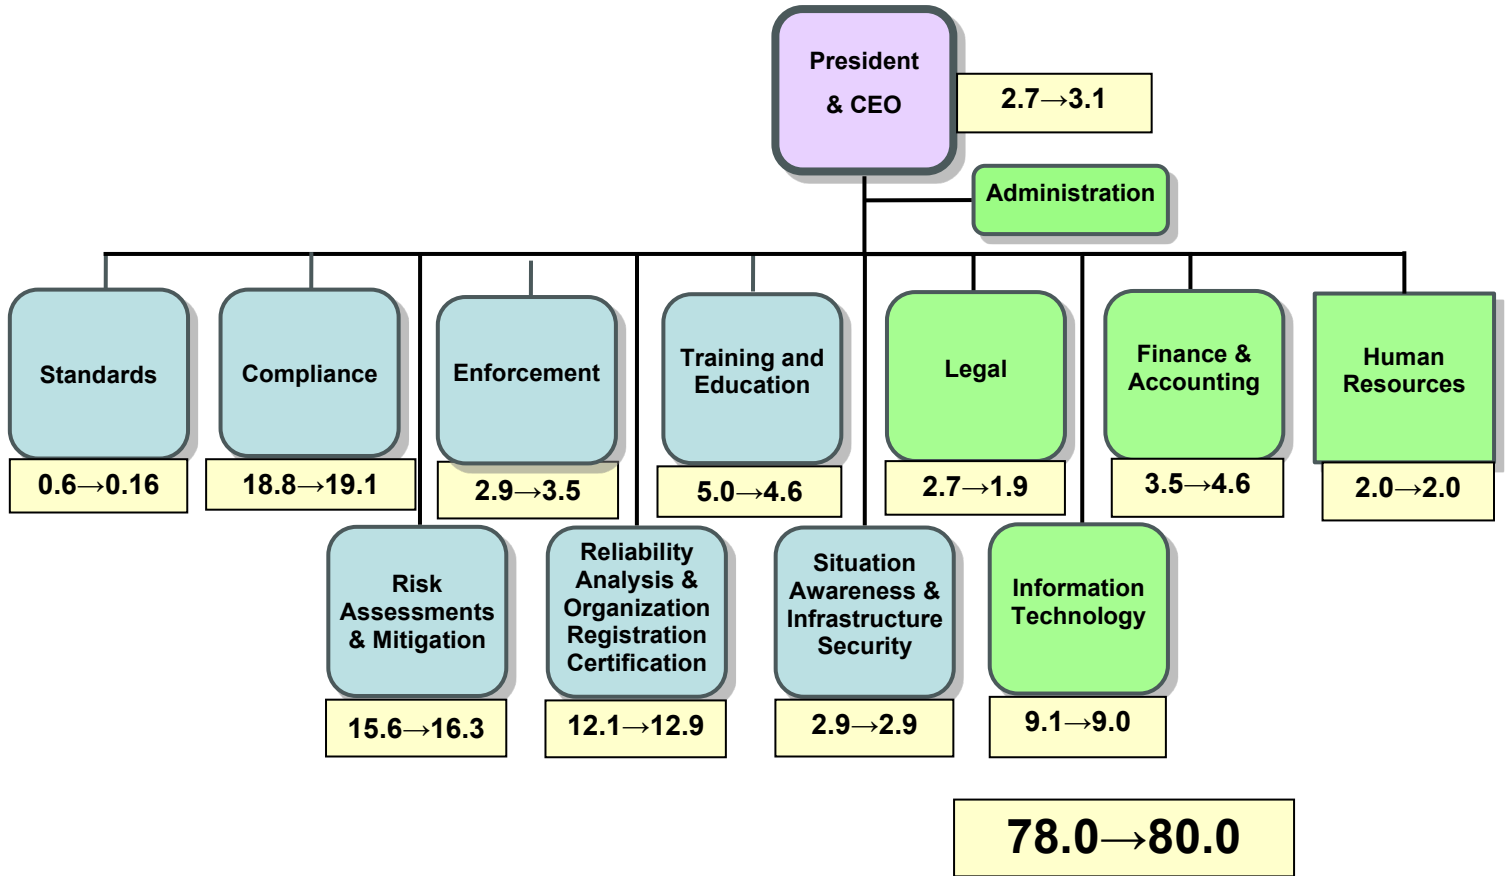 President
& CEO
2.7→3.1
Administration
Standards
0.6→0.16
Compliance
18.8→19.1
Enforcement
2.9→3.5
Training and
Education
5.0→4.6
Legal
2.7→1.9
Finance &
Accounting
3.5→4.6
Human
Resources
2.0→2.0
Risk
Assessments
& Mitigation
15.6→16.3
Reliability
Analysis &
Organization
Registration
Certification
12.1→12.9
Situation
Awareness &
Infrastructure
Security
2.9→2.9
Information
Technology
9.1→9.0
78.0→80.0